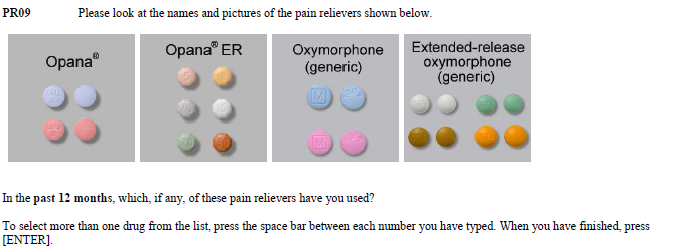 PR09 Please look at the names and pictures of the pain relievers shown below.
Opana®
Opana® ER
Oxymorphone
(generic)
Extended-release
oxymorphone
(generic)
In the past 12 months, which, if any, of these pain relievers have you used?
To select more than one drug from the list, press the space bar between each number you have typed. When you have finished, press
[ENTER].